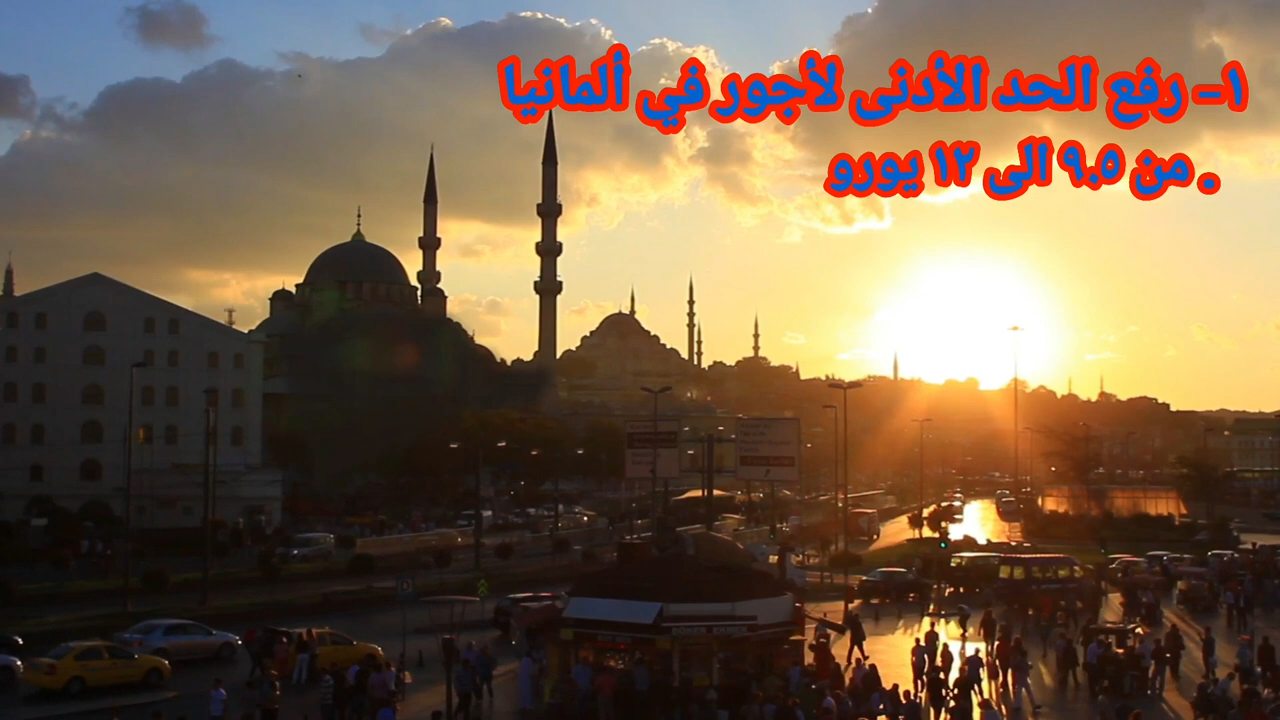 ١- رفع الحد الأدنى لأجور في ألمانيا
. من ٩.٥ الى ١٢ يورو